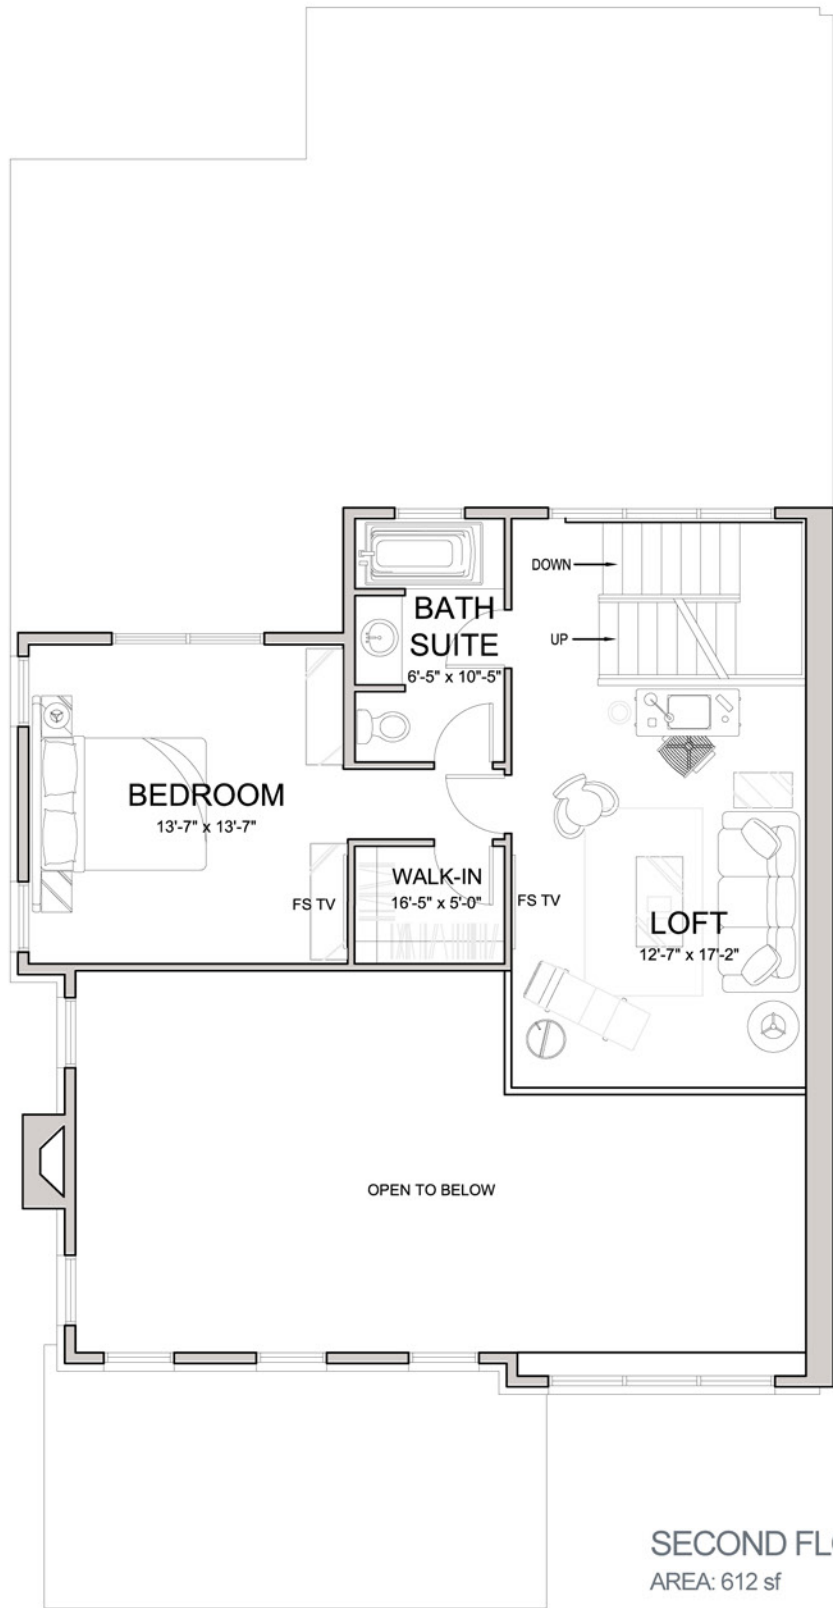 DOWN
UP
BATH
SUITE
6'-5" x 10"-5"
BEDROOM
13'-7" x 13'-7"
FS TV
WALK-IN
16'-5" x 5'-0"
FS TV
LOFT
12'-7" x 17'-2"
OPEN TO BELOW
SECOND FLO
AREA: 612 sf